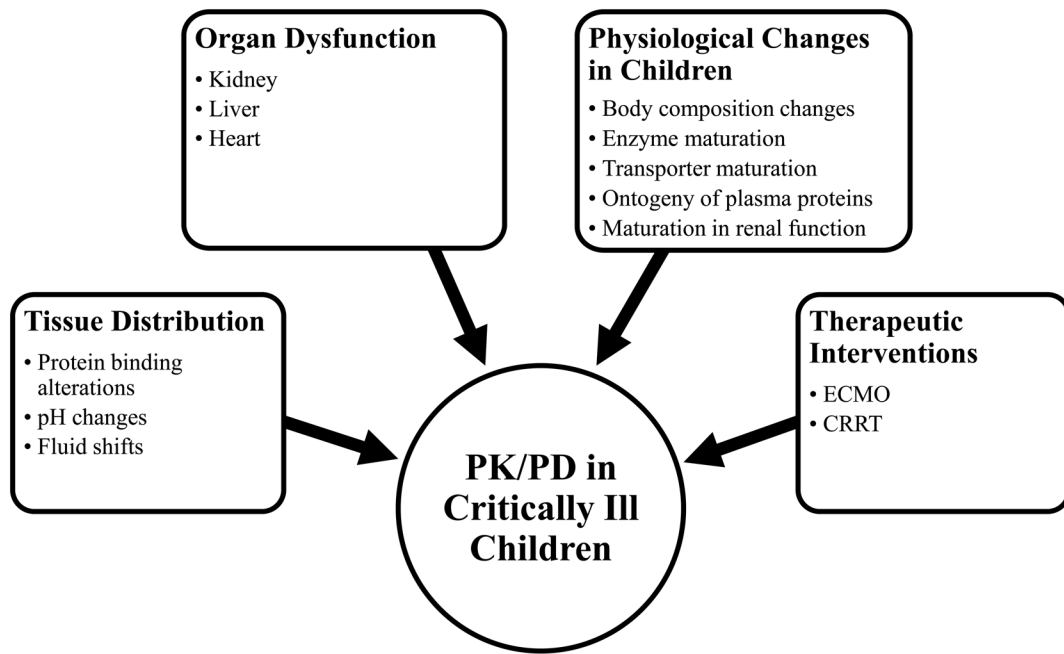 Organ Dysfunction
• Kidney
• Liver
• Heart
Physiological Changes
in Children
• Body composition changes
• Enzyme maturation
• Transporter maturation
• Ontogeny of plasma proteins
• Maturation in renal function
Tissue Distribution
• Protein binding
alterations
• pH changes
• Fluid shifts
Therapeutic
Interventions
• ECMO
• CRRT
PK/PD in
Critically Ill
Children